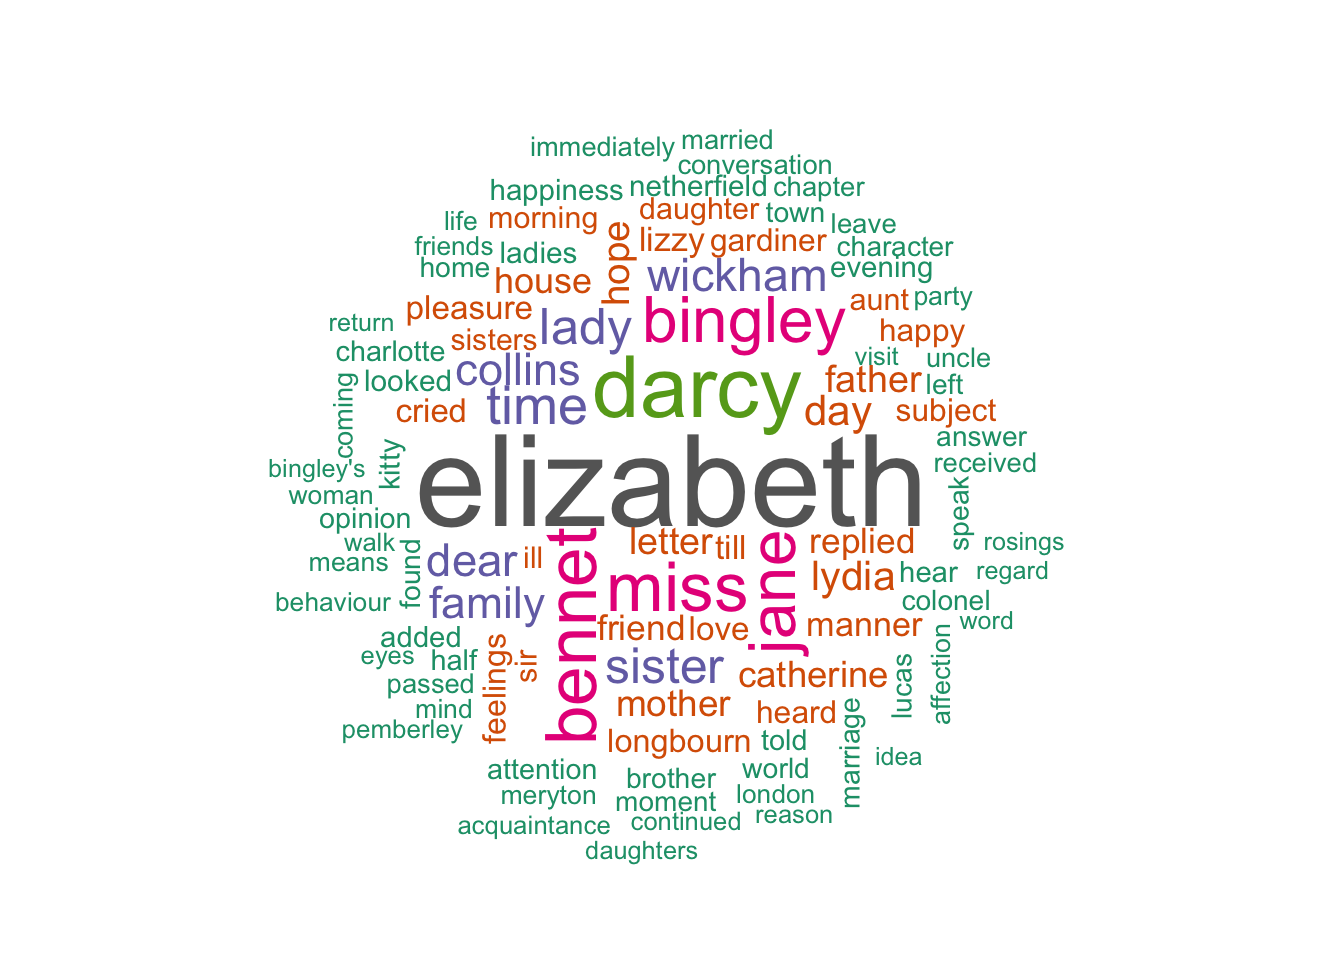 immediately
married
conversation
happiness
netherfield
chapter
life
morning
daughter
town
leave
friends
ladies
hope
lizzy
gardiner
character
home
house
wickham
evening
pleasure
lady
bingley
aunt
party
return
sisters
happy
charlotte
collins
visit
uncle
looked
darcy
father
left
coming
cried
time
day
subject
answer
bingley's
kitty
elizabeth
received
woman
opinion
speak
walk
letter
till
replied
rosings
means
found
dear
ill
bennet
miss
jane
lydia
hear
regard
behaviour
family
colonel
added
friend
love
manner
word
eyes
half
feelings
sir
sister
catherine
lucas
affection
passed
mind
mother
heard
pemberley
longbourn
told
marriage
idea
attention
brother
world
meryton
moment
london
acquaintance
continued
reason
daughters